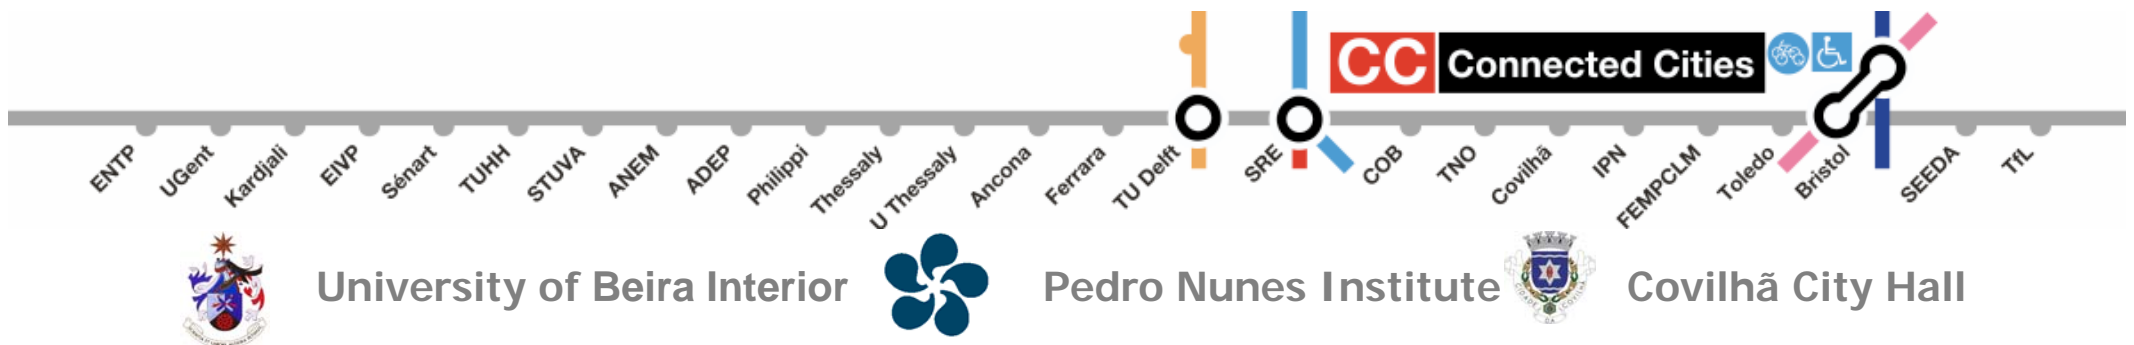 CC Connected Cities
ENTP
UGent
Kardjali
EIVP
Sénart
TUHH
STUVA
ANEM
ADEP
Philippi
Thessaly
U Thessaly
Ancona
Ferrara
TU Delft
SRE
COB
TNO
Covilhã
IPN
FEMPCLM
Toledo
Bristol
SEEDA
TfL
University of Beira Interior
Pedro Nunes Institute
Covilhã City Hall